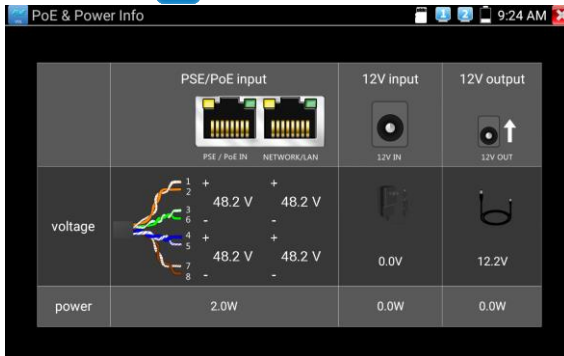 PoE & Power Info 1 2 9:24 AM
PSE/PoE input 12V input 12V output
PSE / PoE IN NETWORK/LAN 12V IN 12V OUT
1 + +
2
48.2 V 48.2 V
3
6 - -
voltage
4 + +
5
48.2 V 48.2 V 0.0V 12.2V
7
8 - -
power 2.0W 0.0W 0.0W